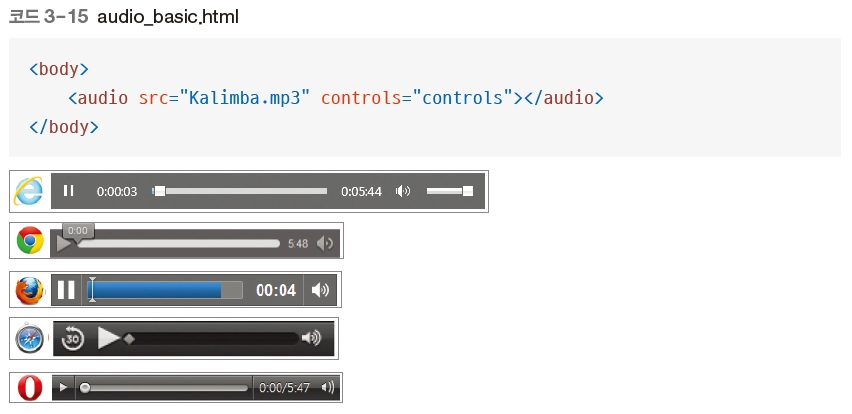 코드 3-15 audio_basic.html
<body>
<audio src="Kalimba.mp3" controls="controls"></audio>
</body>
0:00:03 0:05:44
0:00
5:48
00:04
30
0:00/5:47